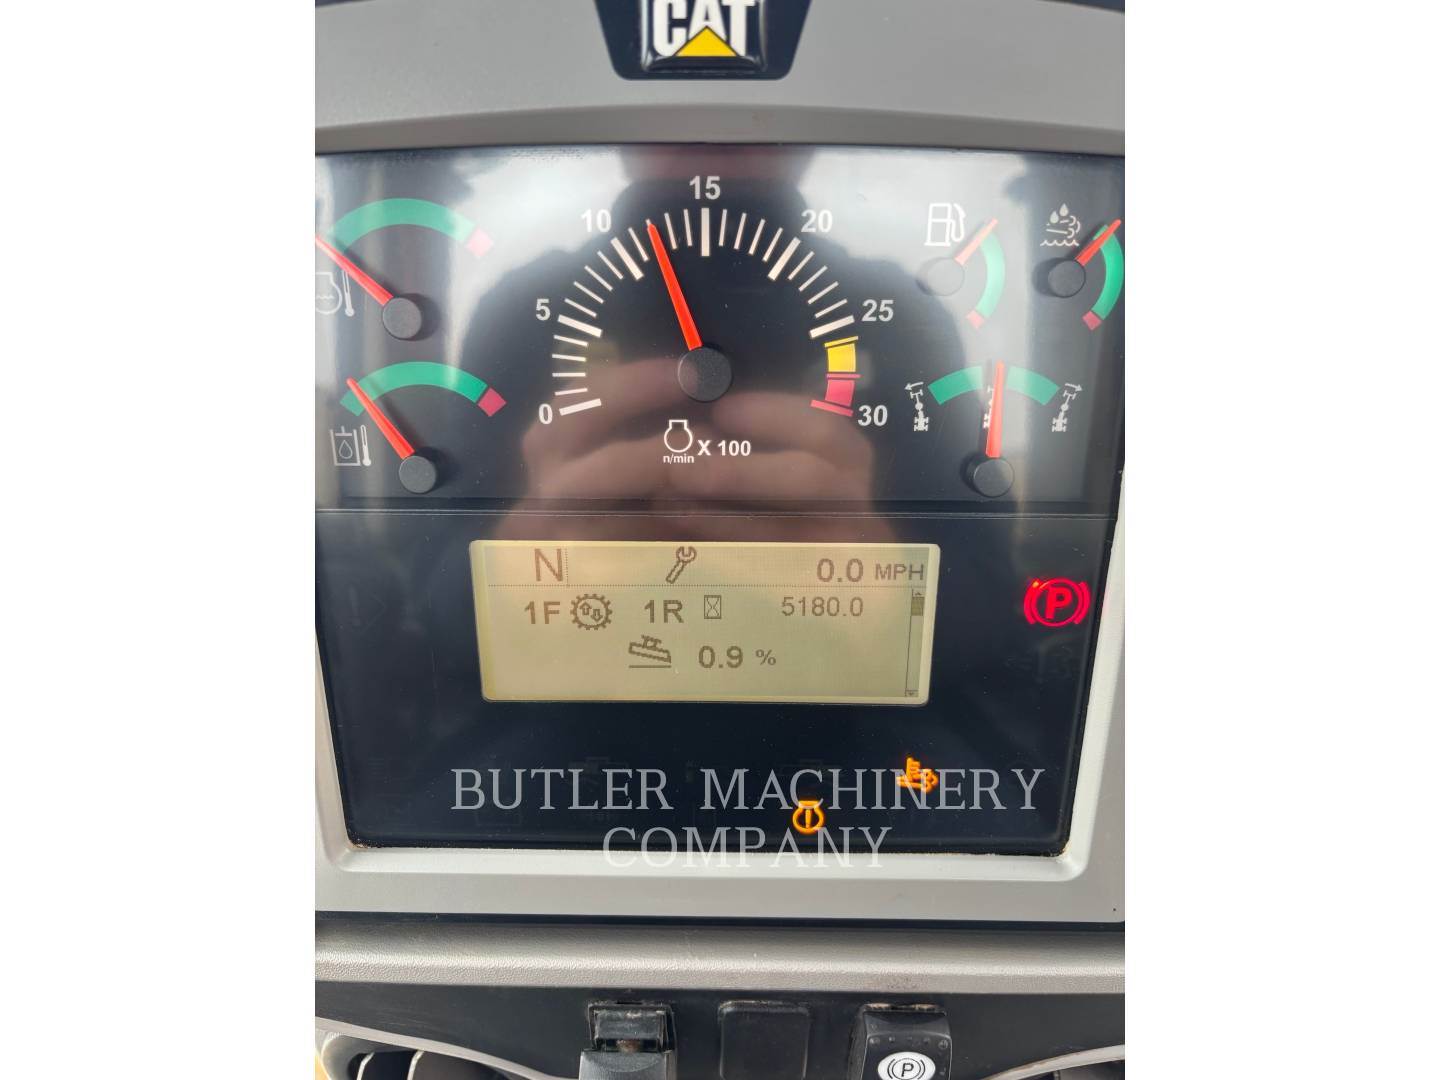 CAT
15
10
20
5
25
0
30
n/min
X 100
N
0.0 MPH
1F
1R
5180.0
0.9 %
P
BUTLER MACHINERY
COMPANY
P